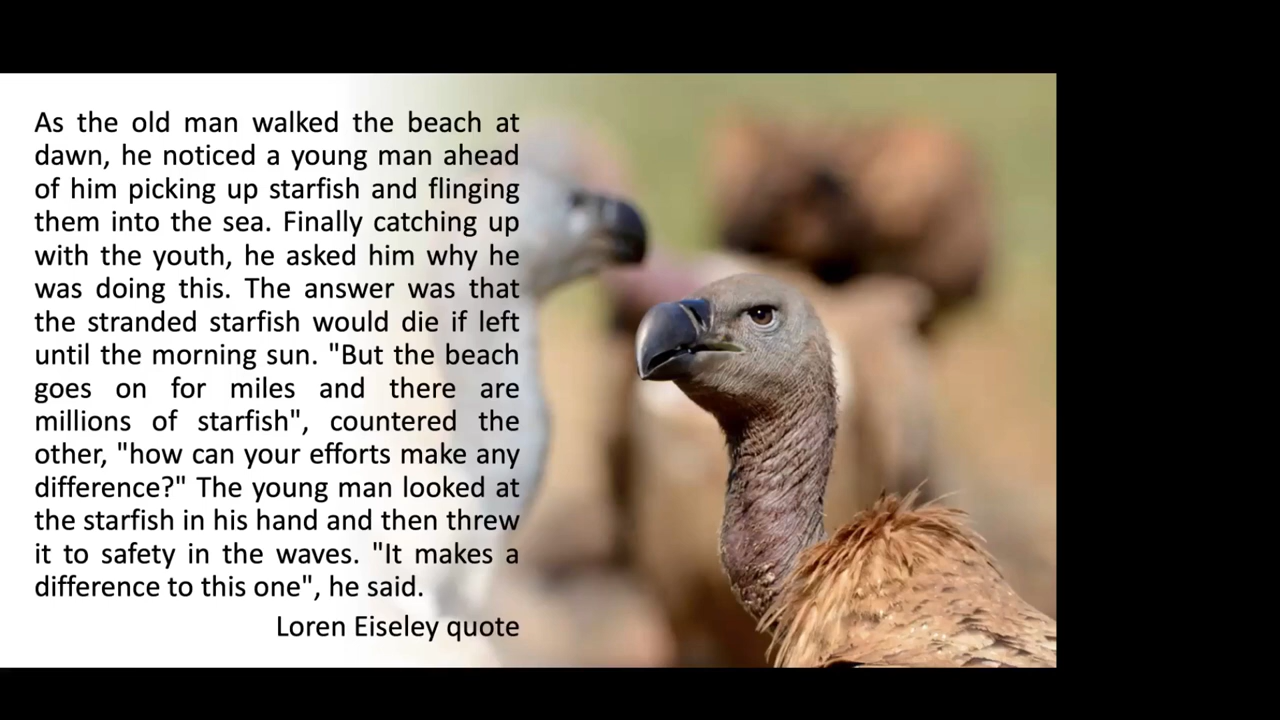 As the old man walked the beach at
dawn, he noticed a young man ahead
of him picking up starfish and flinging
them into the sea. Finally catching up
with the youth, he asked him why he
was doing this. The answer was that
the stranded starfish would die if left
until the morning sun. "But the beach
goes on for miles and there are
millions of starfish", countered the
other, "how can your efforts make any
difference?" The young man looked at
the starfish in his hand and then threw
it to safety in the waves. "It makes a
difference to this one", he said.
Loren Eiseley quote